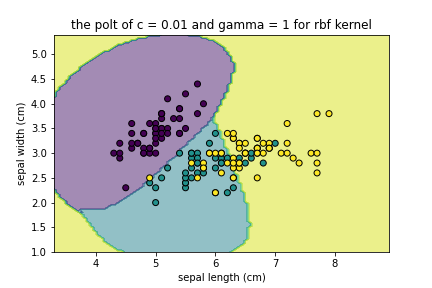 the polt of c = 0.01 and gamma = 1 for rbf kernel
sepal width (cm)
5.0
4.5
4.0
3.5
3.0
2.5
2.0
1.5
1.0
4 5 6 7 8
sepal length (cm)